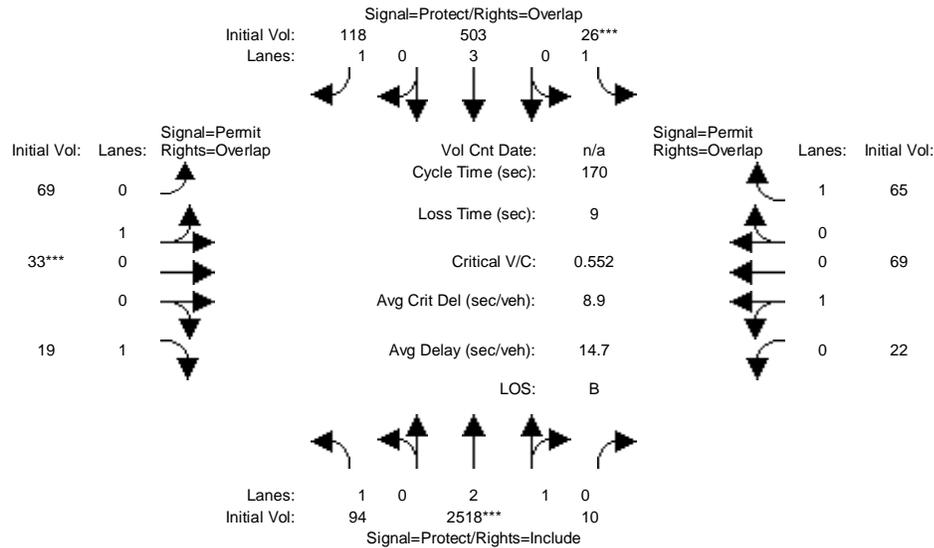 Signal=Protect/Rights=Overlap
Initial Vol: 118 503 26***
Lanes: 1 0 3 0 1
Signal=Permit
Initial Vol: Lanes: Rights=Overlap
Vol Cnt Date: n/a
Signal=Permit
Rights=Overlap Lanes: Initial Vol:
Cycle Time (sec): 170
69 0
1 65
Loss Time (sec): 9
1
0
33*** 0
Critical V/C: 0.552
0 69
0
Avg Crit Del (sec/veh): 8.9
1
19 1
Avg Delay (sec/veh): 14.7
0 22
LOS: B
Lanes: 1 0 2 1 0
Initial Vol: 94 2518*** 10
Signal=Protect/Rights=Include